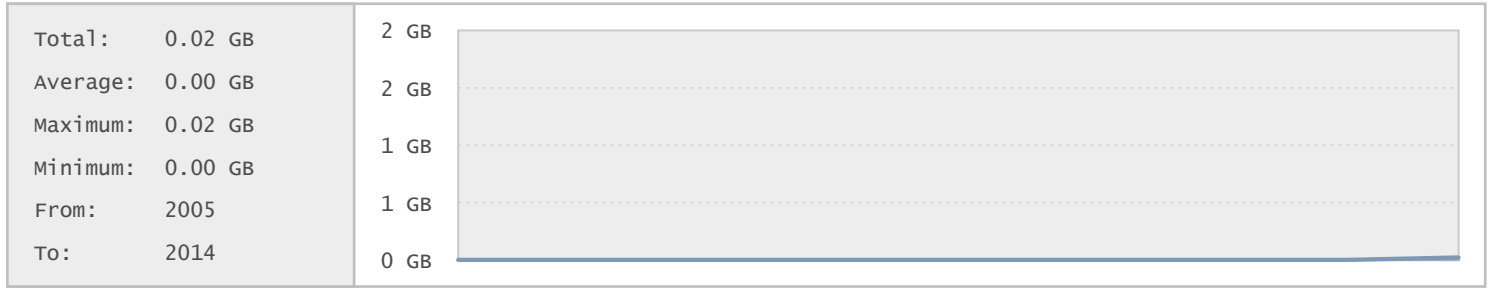 Total: 0.02 GB
Average: 0.00 GB
Maximum: 0.02 GB
Minimum: 0.00 GB
From: 2005
To: 2014
2 GB
2 GB
1 GB
1 GB
0 GB